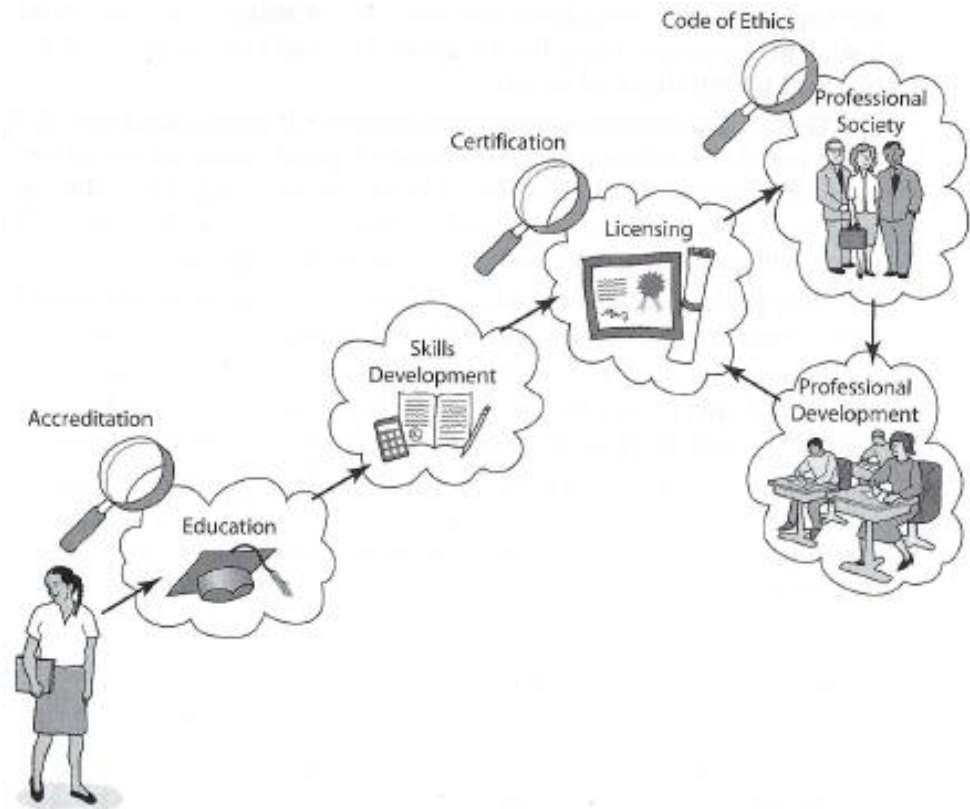 Code of Ethics
Professional
Society
Certification
Licensing
Skills
Development
Professional
Development
Accreditation
Education